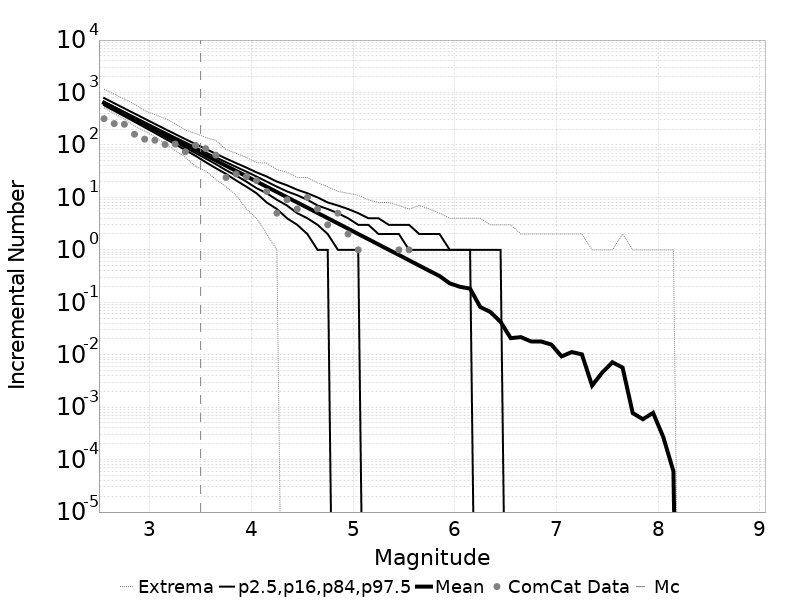 10^4
10^3
10^2
10^1
10^0
10^-1
10^-2
10^-3
10^-4
10^-5
Incremental Number
3 4 5 6 7 8 9
Magnitude
Extrema p2.5,p16,p84,p97.5 Mean ComCat Data Mc